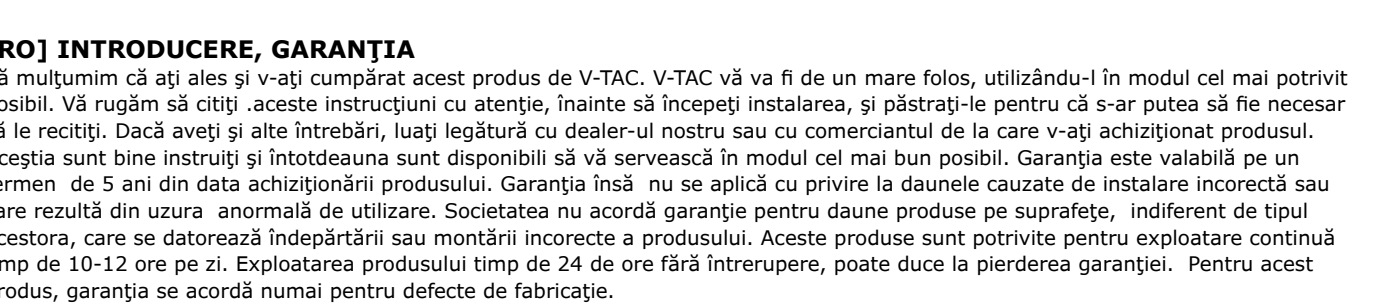 RO] INTRODUCERE, GARANŢIA
ă mulţumim că aţi ales şi v-aţi cumpărat acest produs de V-TAC. V-TAC vă va fi de un mare folos, utilizându-l în modul cel mai potrivit
osibil. Vă rugăm să citiţi .aceste instrucţiuni cu atenţie, înainte să începeţi instalarea, şi păstraţi-le pentru că s-ar putea să fie necesar
ă le recitiţi. Dacă aveţi şi alte întrebări, luaţi legătură cu dealer-ul nostru sau cu comerciantul de la care v-aţi achiziţionat produsul.
ceştia sunt bine instruiţi şi întotdeauna sunt disponibili să vă servească în modul cel mai bun posibil. Garanţia este valabilă pe un
ermen de 5 ani din data achiziţionării produsului. Garanţia însă nu se aplică cu privire la daunele cauzate de instalare incorectă sau
are rezultă din uzura anormală de utilizare. Societatea nu acordă garanţie pentru daune produse pe suprafeţe, indiferent de tipul
cestora, care se datorează îndepărtării sau montării incorecte a produsului. Aceste produse sunt potrivite pentru exploatare continuă
mp de 10-12 ore pe zi. Exploatarea produsului timp de 24 de ore fără întrerupere, poate duce la pierderea garanţiei. Pentru acest
rodus, garanţia se acordă numai pentru defecte de fabricaţie.